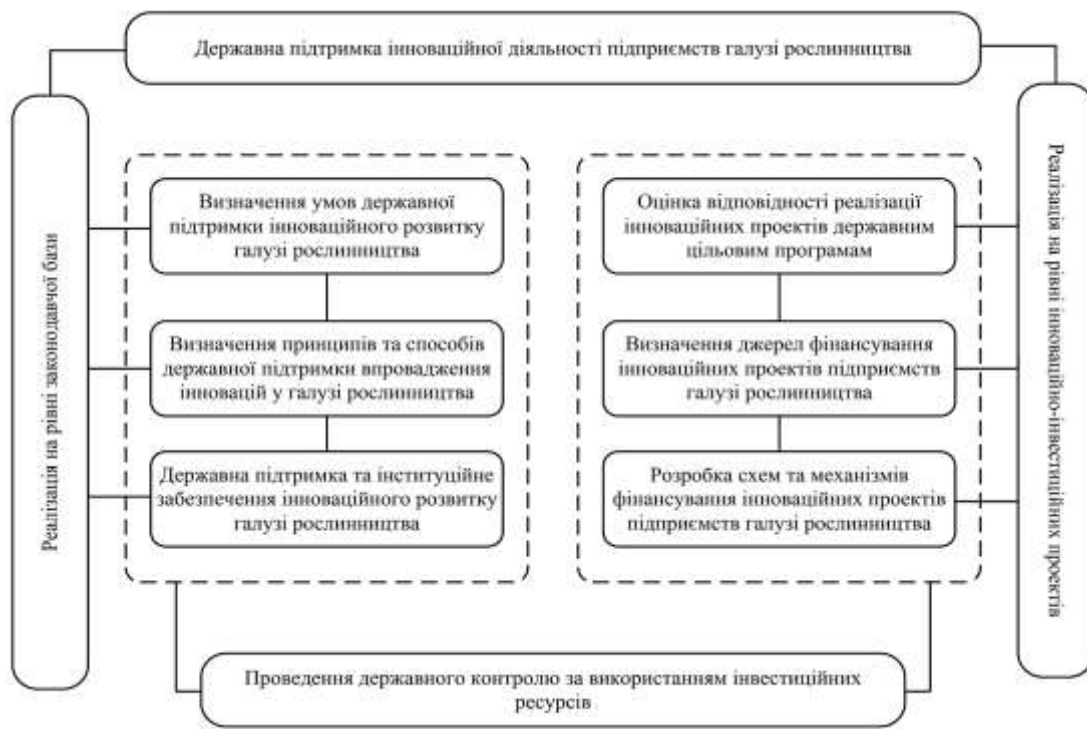 Державна підтримка інноваційної діяльності підприємств галузі рослинництва
Реалізація на рівні законодавчої бази
Визначення умов державної
підтримки інноваційного розвитку
галузі рослинництва
Визначення принципів та способів
державної підтримки впровадження
інновацій у галузі рослинництва
Державна підтримка та інституційне
забезпечення інноваційного розвитку
галузі рослинництва
Оцінка відповідності реалізації
інноваційних проектів державним
цільовим програмам
Визначення джерел фінансування
інноваційних проектів підприємств
галузі рослинництва
Розробка схем та механізмів
фінансування інноваційних проектів
підприємств галузі рослинництва
Реалізація на рівні інноваційно-інвестиційних проектів
Проведення державного контролю за використанням інвестиційних
ресурсів